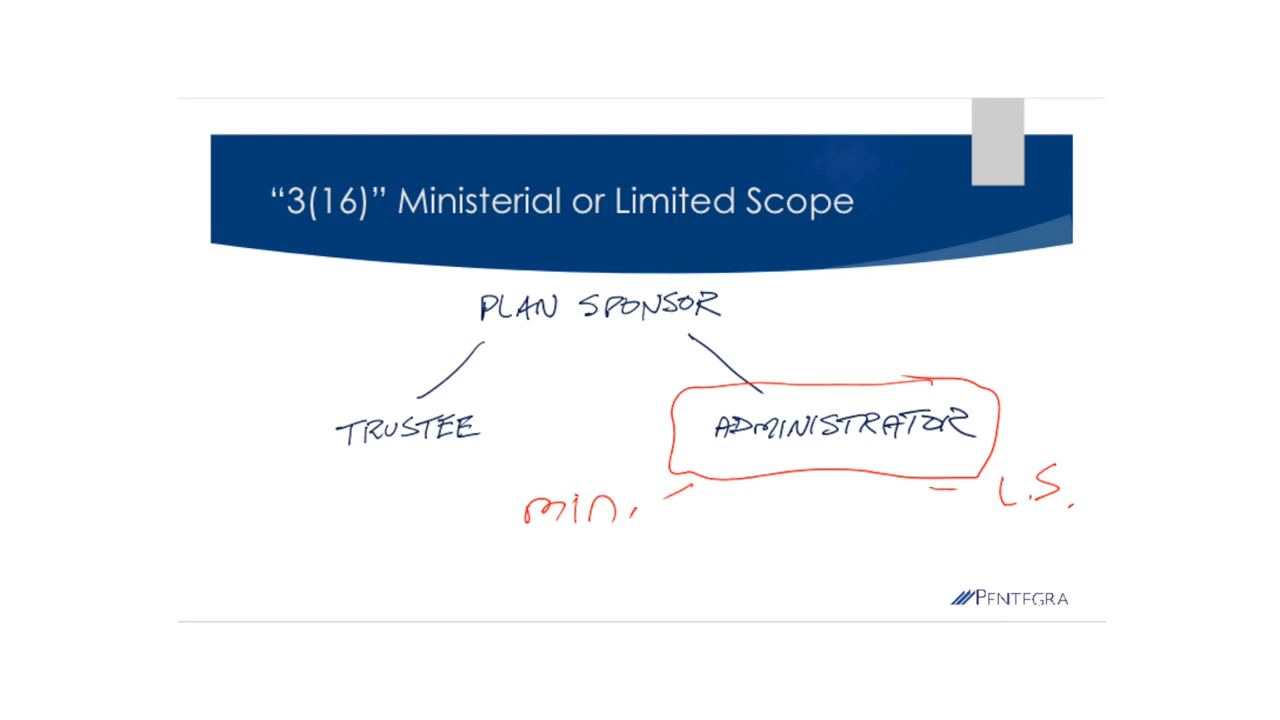 “3(16)” Ministerial or Limited Scope
PLAN SPONSOR
TRUSTEE
ADMINISTRATOR
min.
L.S.
PENTEGRA